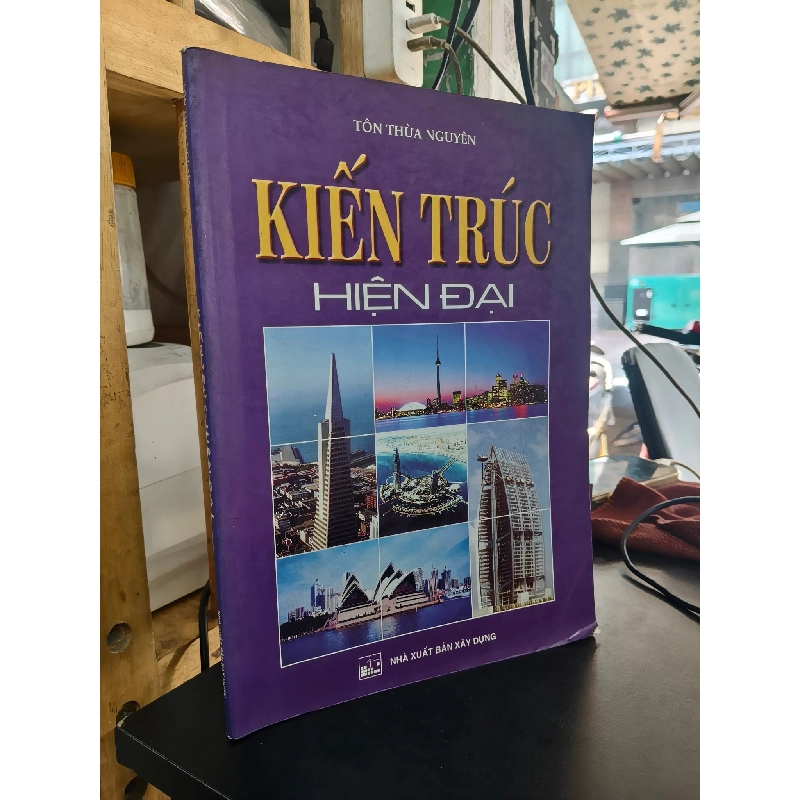 TÔN THỪA NGUYÊN
KIẾN TRÚC
HIỆN ĐẠI
NHÀ XUẤT BẢN XÂY DỰNG